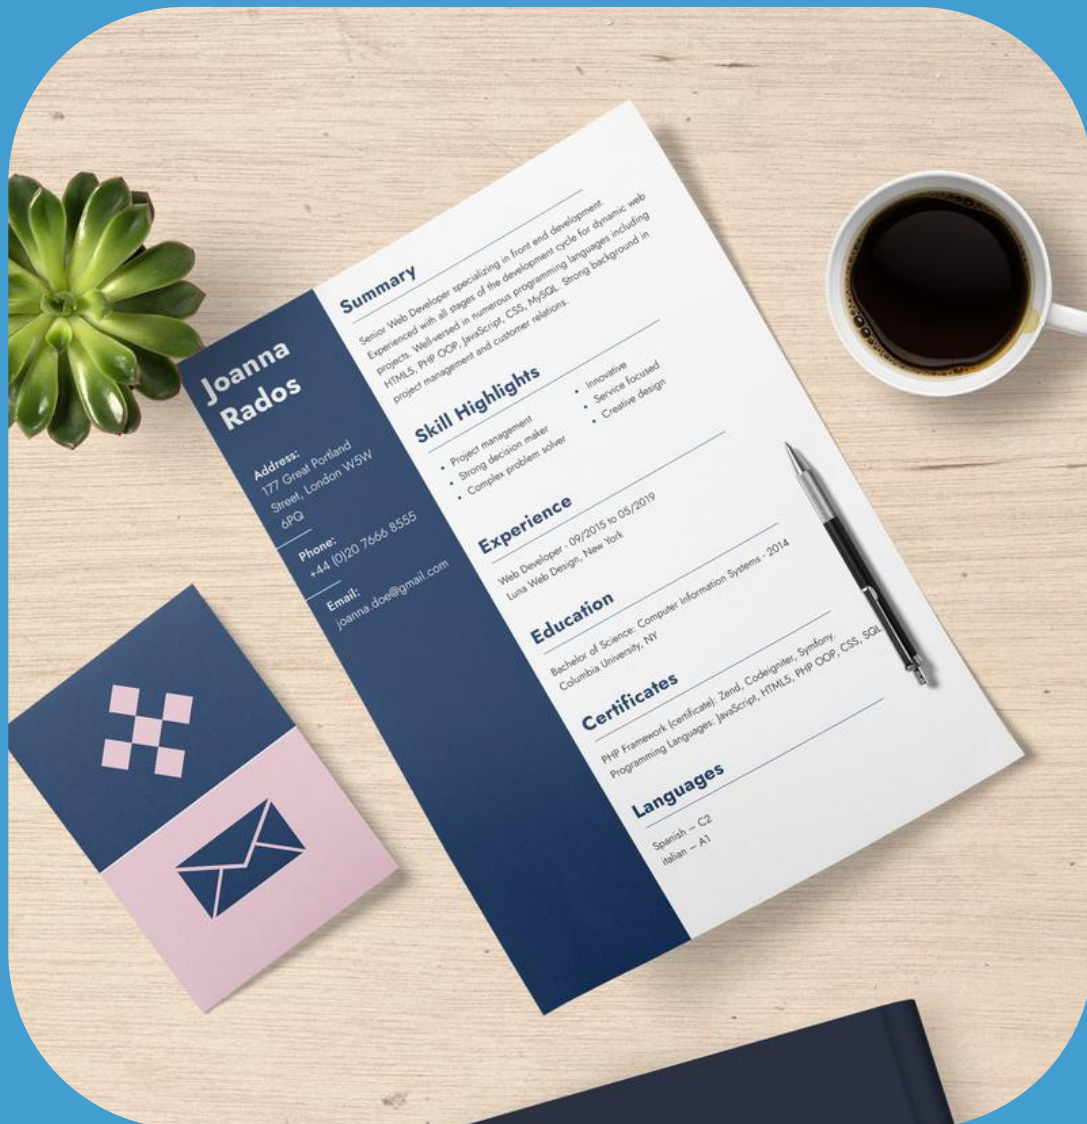 Joanna
Rados
Address:
177 Great Portland
Street, London W5W
6PQ
Phone:
+44 (0)20 7666 8555
Email:
joanna.doe@gmail.com
Summary
Senior Web Developer specializing in front end development.
Experienced with all stages of the development cycle for dynamic web
projects. Well-versed in numerous programming languages including
HTML5, PHP OOP, JavaScript, CSS, MySQL. Strong background in
project management and customer relations.
Skill Highlights
• Project management
• Strong decision maker
• Complex problem solver
• Innovative
• Service focused
• Creative design
Experience
Web Developer - 09/2015 to 05/2019
Luna Web Design, New York
Education
Bachelor of Science: Computer Information Systems - 2014
Columbia University, NY
Certificates
PHP Framework (certificate): Zend, Codeigniter, Symfony.
Programming Languages: JavaScript, HTML5, PHP OOP, CSS, SQL
Languages
Spanish – C2
italian – A1